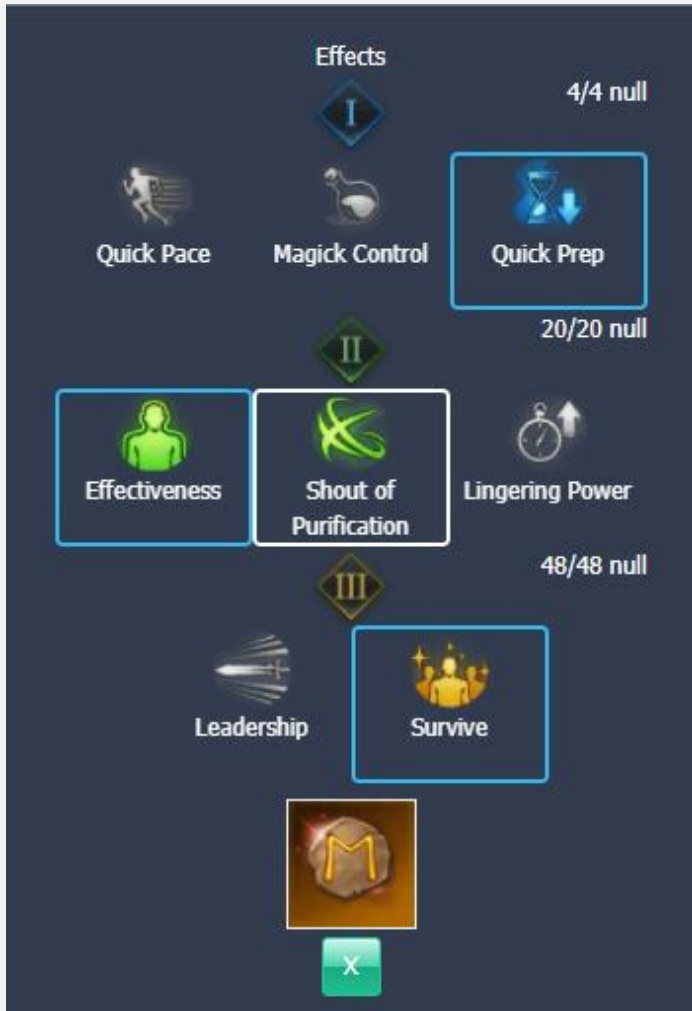 Effects
4/4 null
I
Quick Pace
Magick Control
Quick Prep
20/20 null
II
Effectiveness
Shout of
Purification
Lingering Power
48/48 null
III
Leadership
Survive
M
X